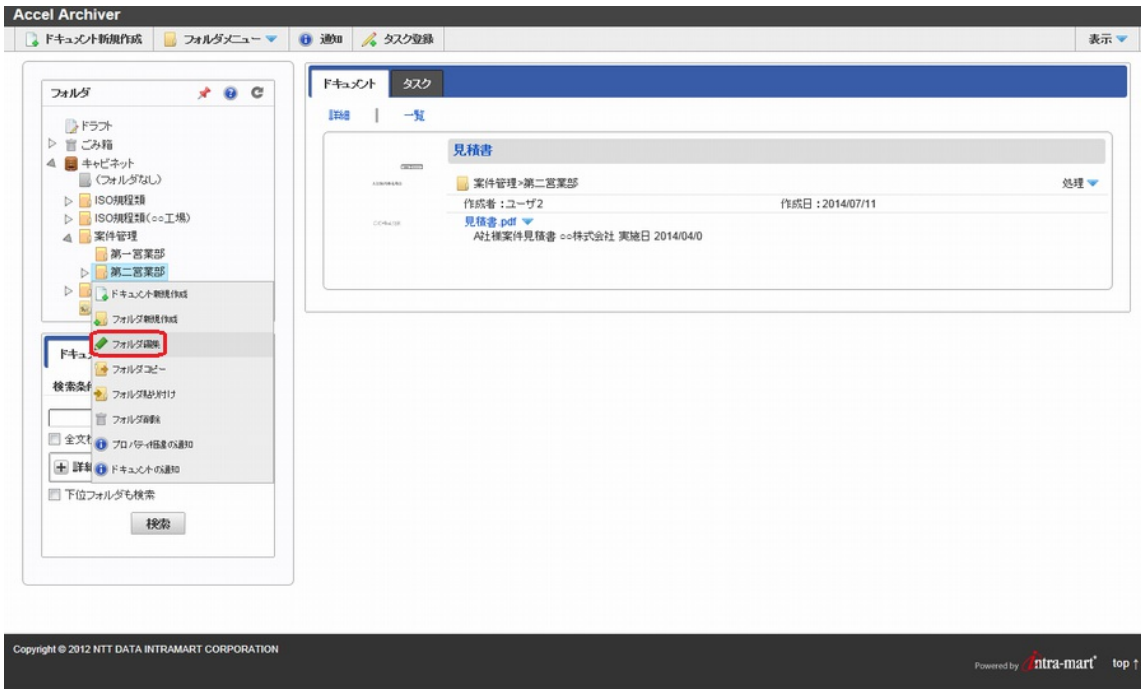 Accel Archiver
ドキュメント新規作成
フォルダメニュー
通知
タスク登録
表示
フォルダ
ドラフト
ごみ箱
キャビネット
(フォルダなし)
ISO規程類
ISO規程類(○○工場)
案件管理
第一営業部
第二営業部
ドキュメント新規作成
フォルダ新規作成
フォルダ編集
フォルダコピー
フォルダ貼り付け
フォルダ削除
プロパティ帳票の通知
ドキュメントの通知
ドキュ
検索条件
全文検
詳細
下位フォルダも検索
検索
ドキュメント
タスク
詳細 | 一覧
見積書
案件管理>第二営業部
処理
作成者:ユーザ2
作成日:2014/07/11
見積書.pdf
A社様案件見積書 ○○株式会社 実施日 2014/04/0
Copyright © 2012 NTT DATA INTRAMART CORPORATION
Powered by intra-mart
top ↑